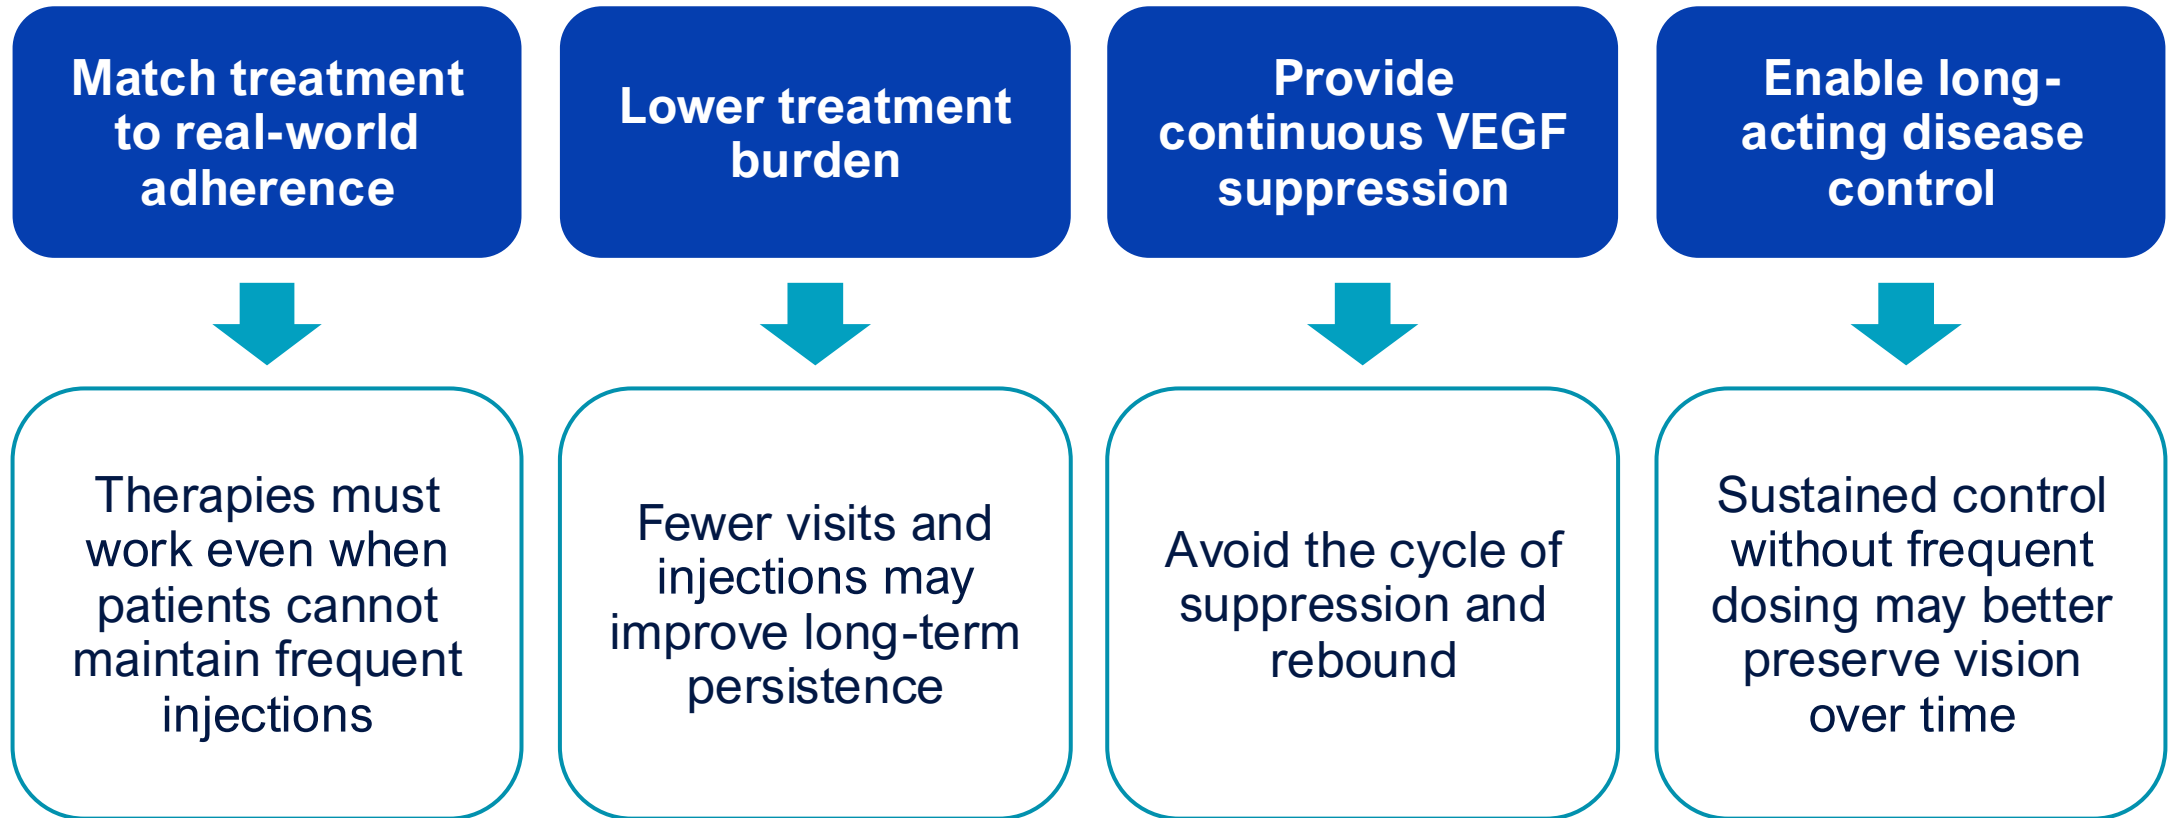 Match treatment
to real-world
adherence
Lower treatment
burden
Provide
continuous VEGF
suppression
Enable long-
acting disease
control
Therapies must
work even when
patients cannot
maintain frequent
injections
Fewer visits and
injections may
improve long-term
persistence
Avoid the cycle of
suppression and
rebound
Sustained control
without frequent
dosing may better
preserve vision
over time